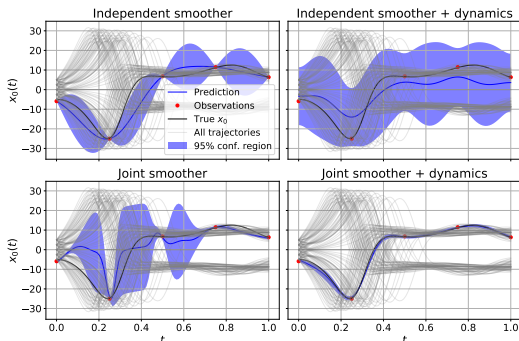 Independent smoother
Independent smoother + dynamics
x₀(t)
30
20
10
0
−10
−20
−30
Prediction
Observations
True x₀
All trajectories
95% conf. region
Joint smoother
Joint smoother + dynamics
x₀(t)
30
20
10
0
−10
−20
−30
0.0 0.2 0.4 0.6 0.8 1.0
0.0 0.2 0.4 0.6 0.8 1.0
t
t